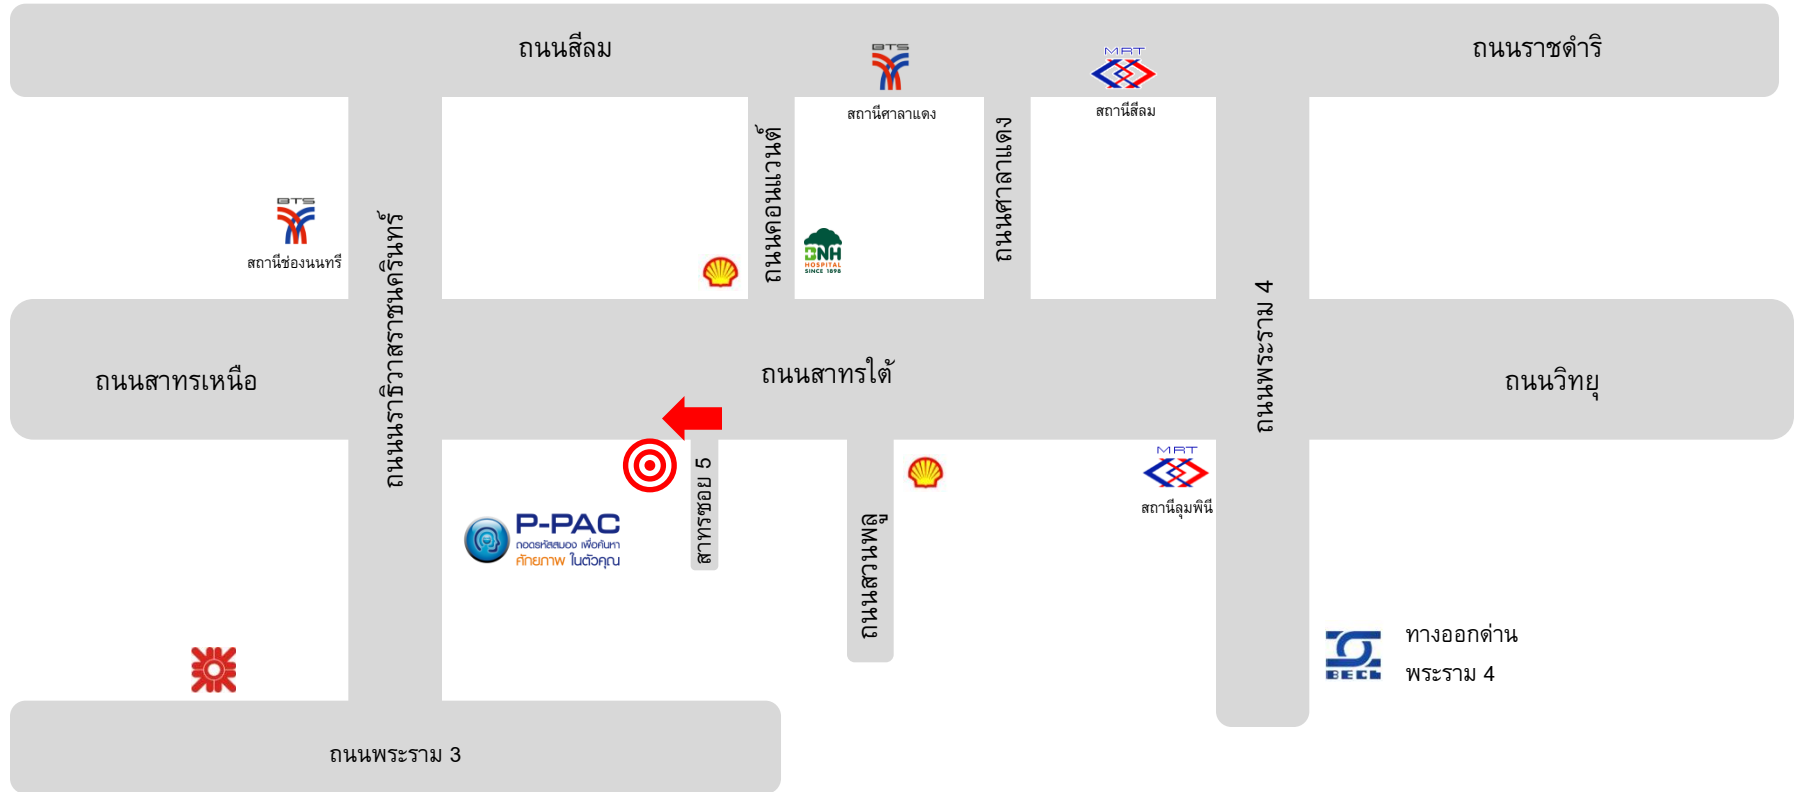 ถนนสีลม
BTS
สถานีศาลาแดง
MRT
สถานีสีลม
ถนนราชดำริ
ถนนคอนแวนต์
ถนนศาลาแดง
BTS
สถานีช่องนนทรี
ถนนนราธิวาสราชนครินทร์
BNH
HOSPITAL
SINCE 1898
ถนนพระราม 4
ถนนสาทรเหนือ
ถนนสาทรใต้
ถนนวิทยุ
สาทรซอย 5
ถนนสวนพลู
MRT
สถานีลุมพินี
P-PAC
ถอดรหัสสมอง เพื่อค้นหา
ศักยภาพ ในตัวคุณ
BECL
ทางออกด่าน
พระราม 4
ถนนพระราม 3